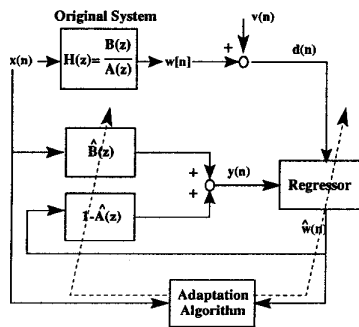 Original System
v(n)
x(n)
H(z)= B(z) / A(z)
w[n]
+
d(n)
B̂(z)
+
y(n)
Regressor
+
1-Â(z)
ŵ(n)
Adaptation
Algorithm